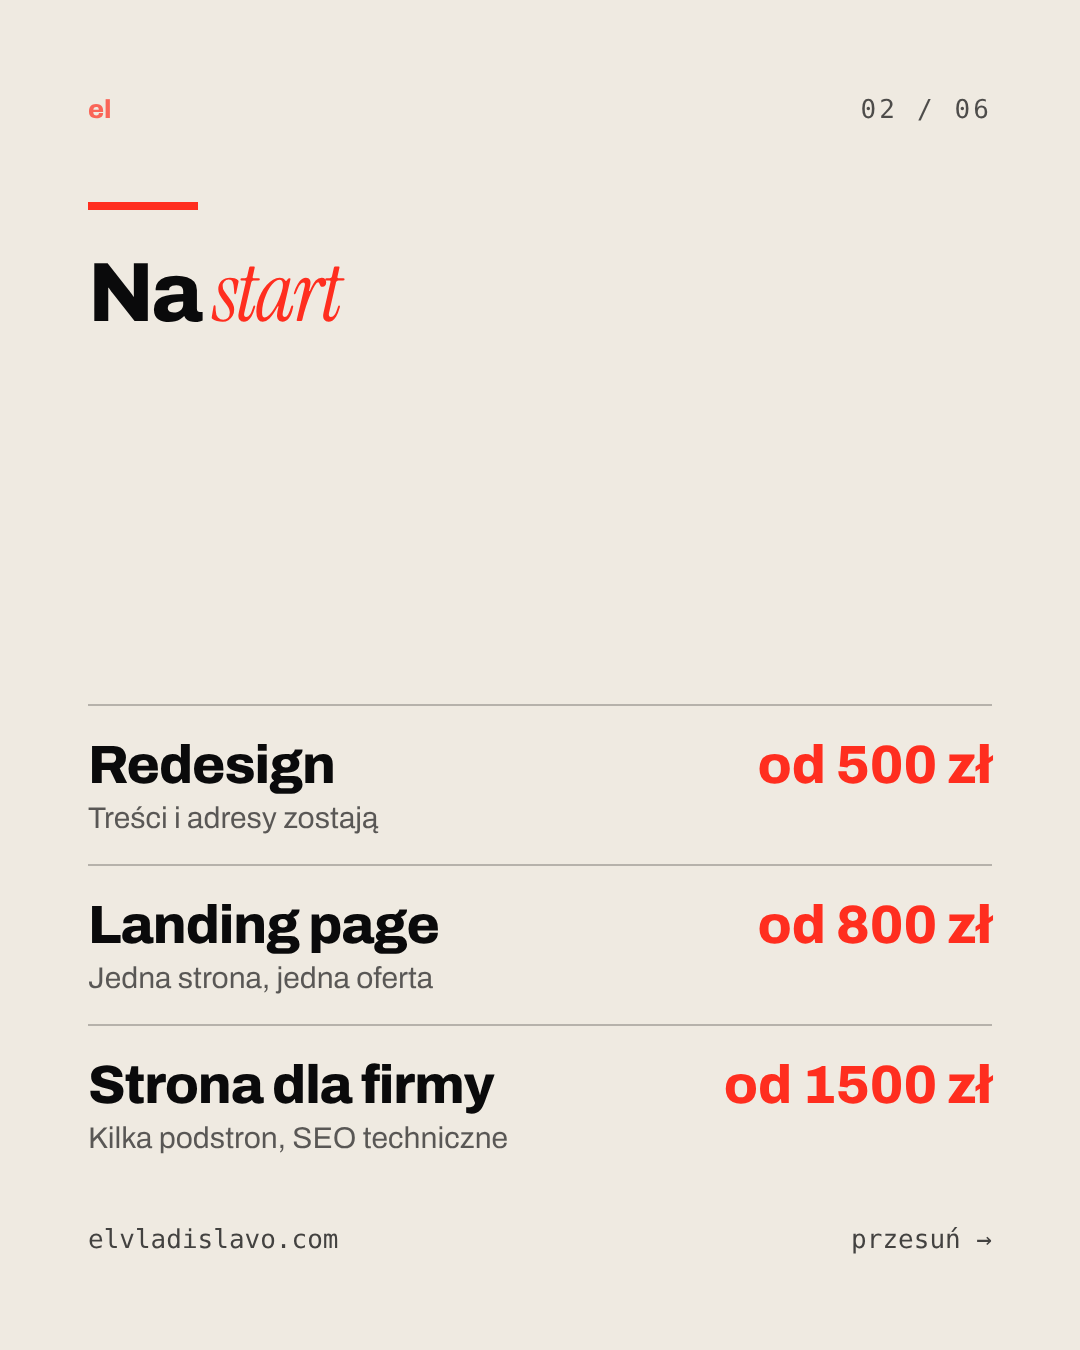 el
02 / 06
Na start
Redesign
od 500 zł
Treści i adresy zostają
Landing page
od 800 zł
Jedna strona, jedna oferta
Strona dla firmy
od 1500 zł
Kilka podstron, SEO techniczne
elvladislavo.com
przesuń →